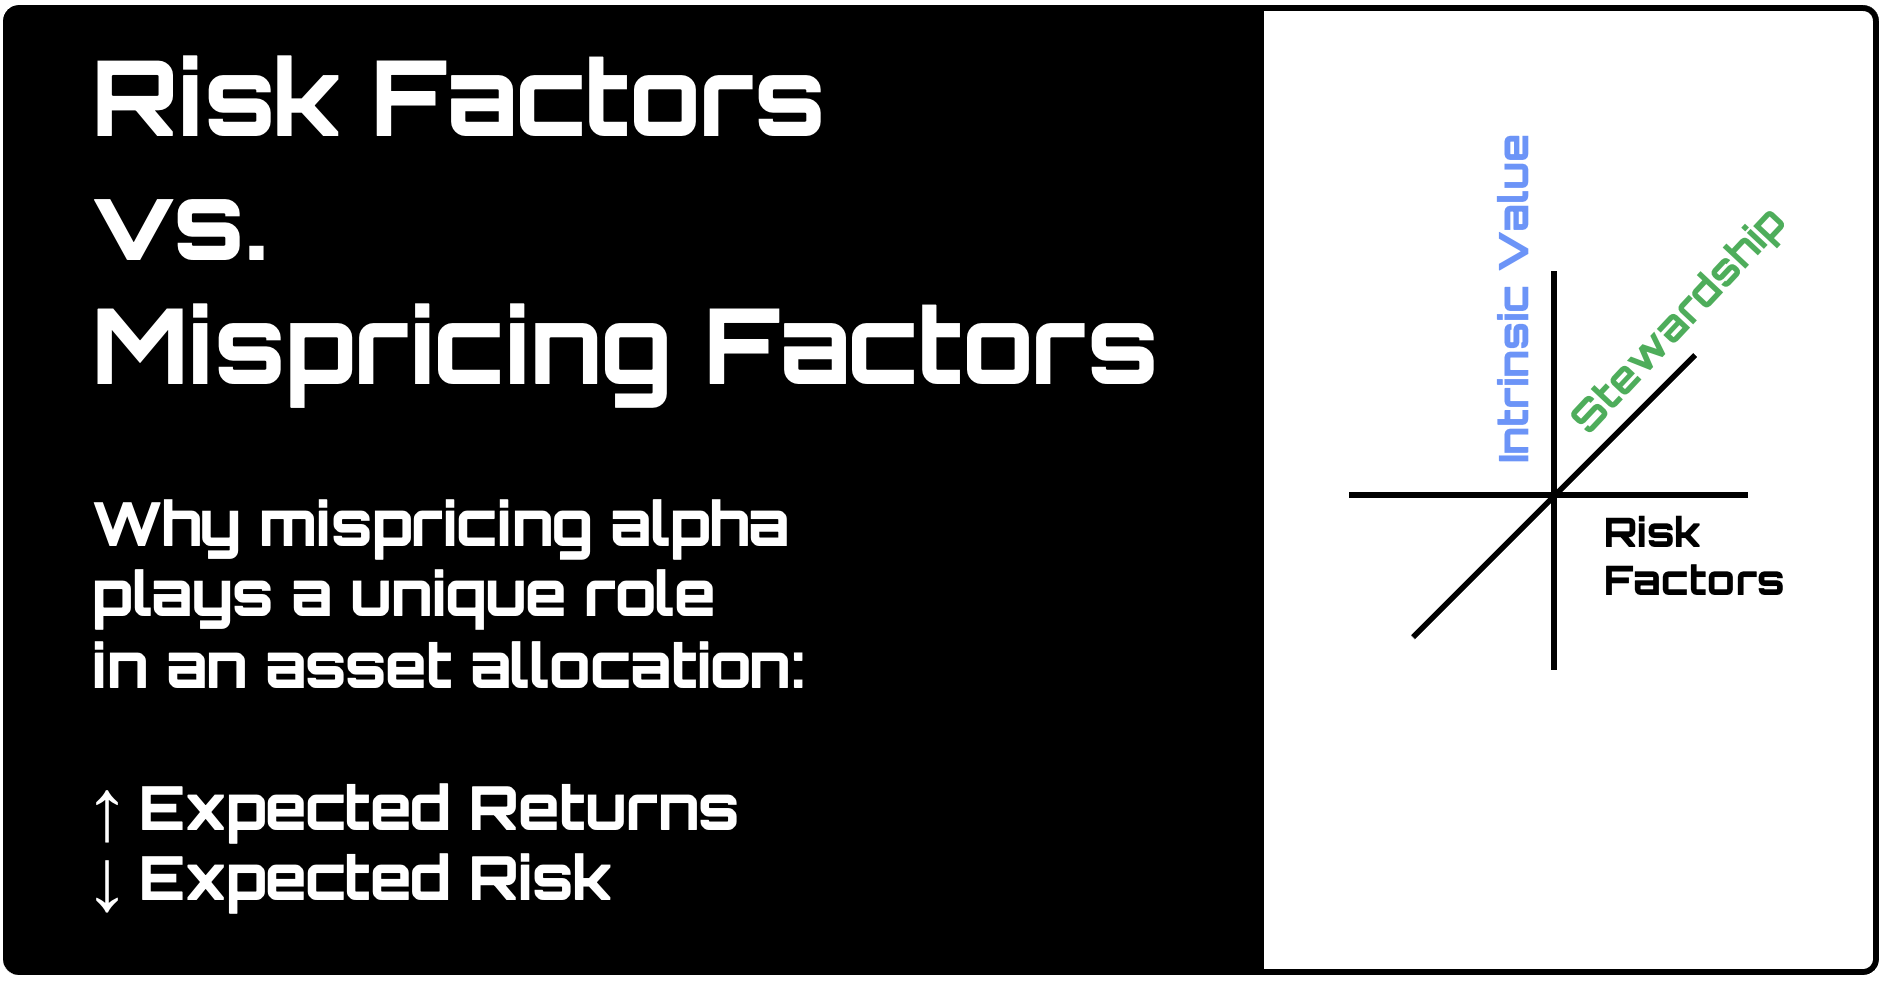 Risk Factors
vs.
Mispricing Factors
Why mispricing alpha
plays a unique role
in an asset allocation:
↑ Expected Returns
↓ Expected Risk
Intrinsic Value
Stewardship
Risk
Factors